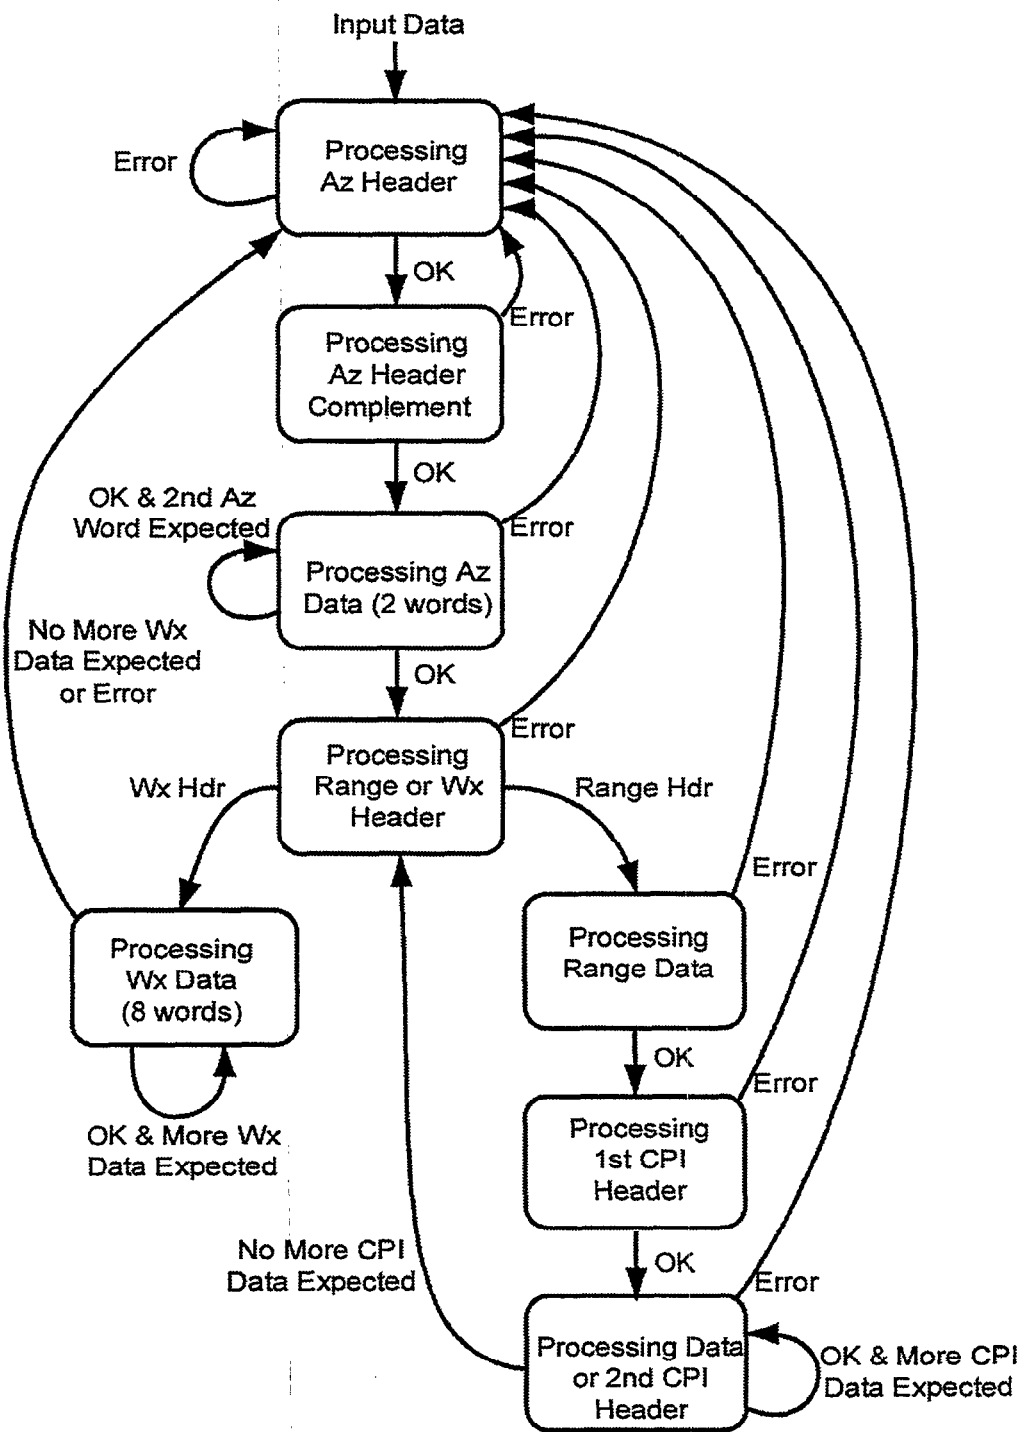 Input Data
Processing
Az Header
Error
OK
Error
Processing
Az Header
Complement
OK
OK & 2nd Az
Word Expected
Error
Processing Az
Data (2 words)
No More Wx
Data Expected
or Error
OK
Error
Processing
Range or Wx
Header
Wx Hdr
Range Hdr
Error
Processing
Wx Data
(8 words)
Processing
Range Data
OK
Error
OK & More Wx
Data Expected
Processing
1st CPI
Header
No More CPI
Data Expected
OK
Error
Processing Data
or 2nd CPI
Header
OK & More CPI
Data Expected